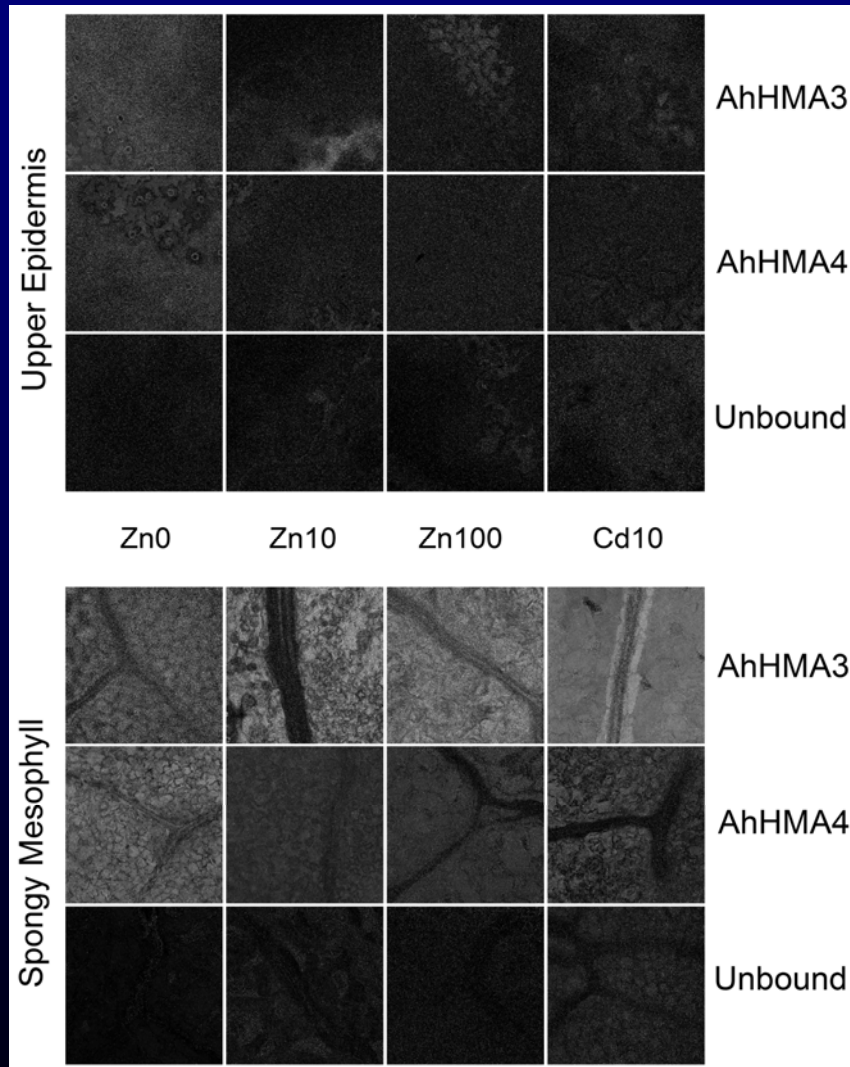 Upper Epidermis
AhHMA3
AhHMA4
Unbound
Zn0 Zn10 Zn100 Cd10
Spongy Mesophyll
AhHMA3
AhHMA4
Unbound